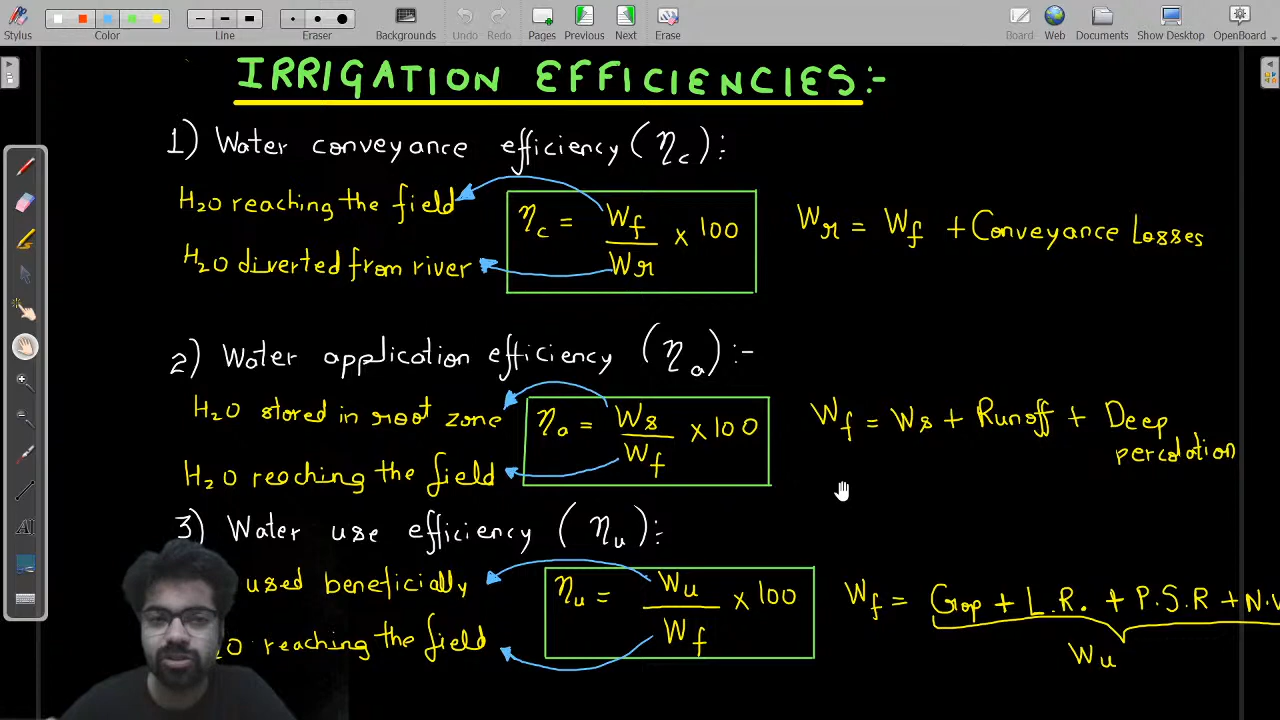 Stylus Color Line Eraser Backgrounds Undo Redo Pages Previous Next Erase Board Web Documents Show Desktop OpenBoard
IRRIGATION EFFICIENCIES:-
1) Water conveyance efficiency (ηc):
H2O reaching the field
H2O diverted from river
ηc = Wf / Wr × 100
Wr = Wf + Conveyance Losses
2) Water application efficiency (ηa):-
H2O stored in root zone
H2O reaching the field
ηa = Ws / Wf × 100
Wf = Ws + Runoff + Deep
percolation
3) Water use efficiency (ηu):
used beneficially
2O reaching the field
ηu = Wu / Wf × 100
Wf = Crop + L.R. + P.S.R + N.
Wu
AI